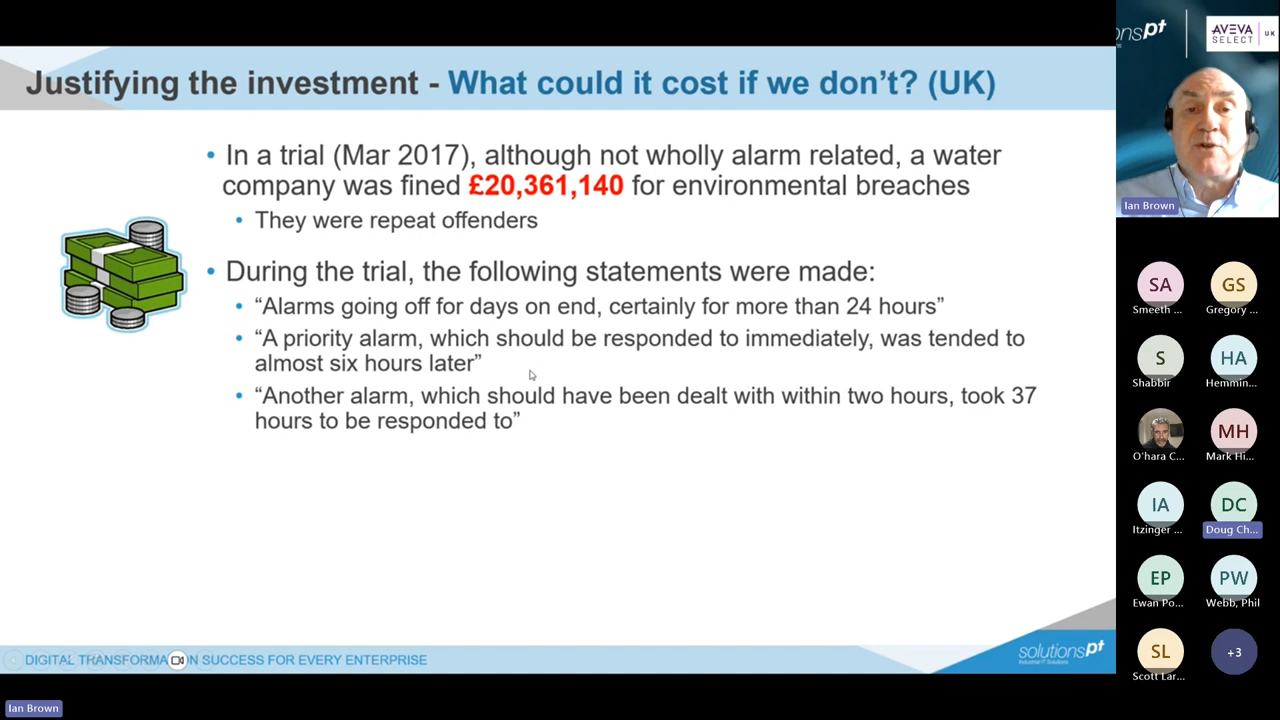 Justifying the investment - What could it cost if we don't? (UK)
• In a trial (Mar 2017), although not wholly alarm related, a water
company was fined £20,361,140 for environmental breaches
• They were repeat offenders
• During the trial, the following statements were made:
• “Alarms going off for days on end, certainly for more than 24 hours”
• “A priority alarm, which should be responded to immediately, was tended to
almost six hours later”
• “Another alarm, which should have been dealt with within two hours, took 37
hours to be responded to”
DIGITAL TRANSFORMA ON SUCCESS FOR EVERY ENTERPRISE
solutionspt
Industrial IT Solutions
Ian Brown
onspt
AVEVA
SELECT
UK
Ian Brown
SA
Smeeth ...
GS
Gregory ...
S
Shabbir
HA
Hemmin...
O'hara C...
MH
Mark Hi...
IA
Itzinger ...
DC
Doug Ch...
EP
Ewan Po...
PW
Webb, Phil
SL
Scott Lar...
+3